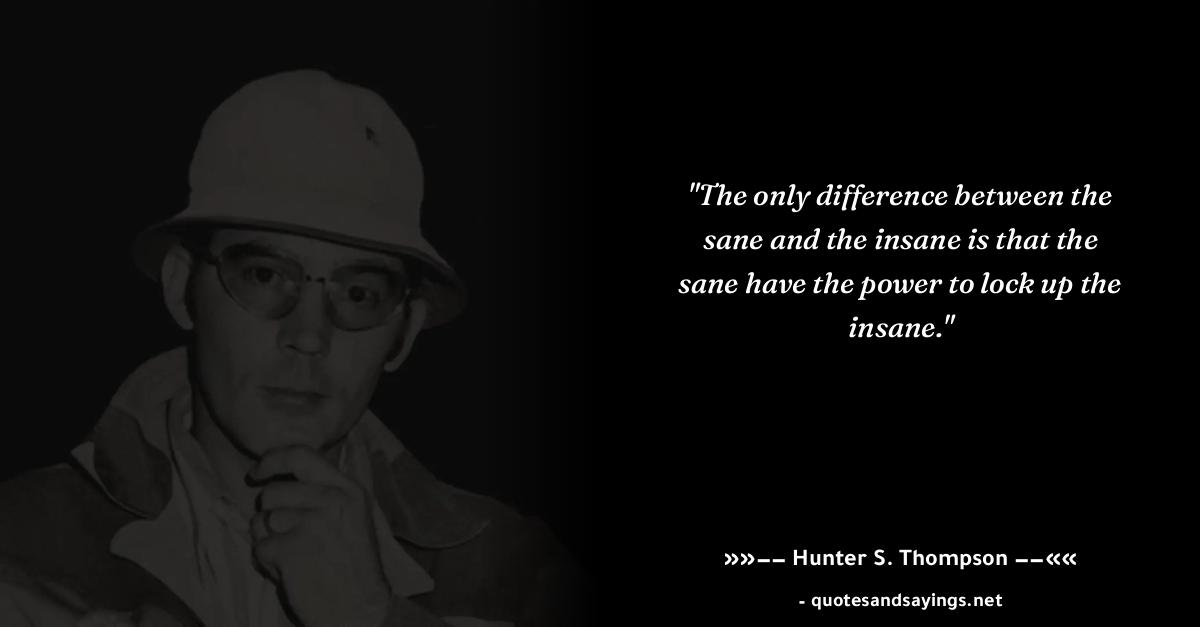 "The only difference between the
sane and the insane is that the
sane have the power to lock up the
insane."
»»−− Hunter S. Thompson −−««
- quotesandsayings.net